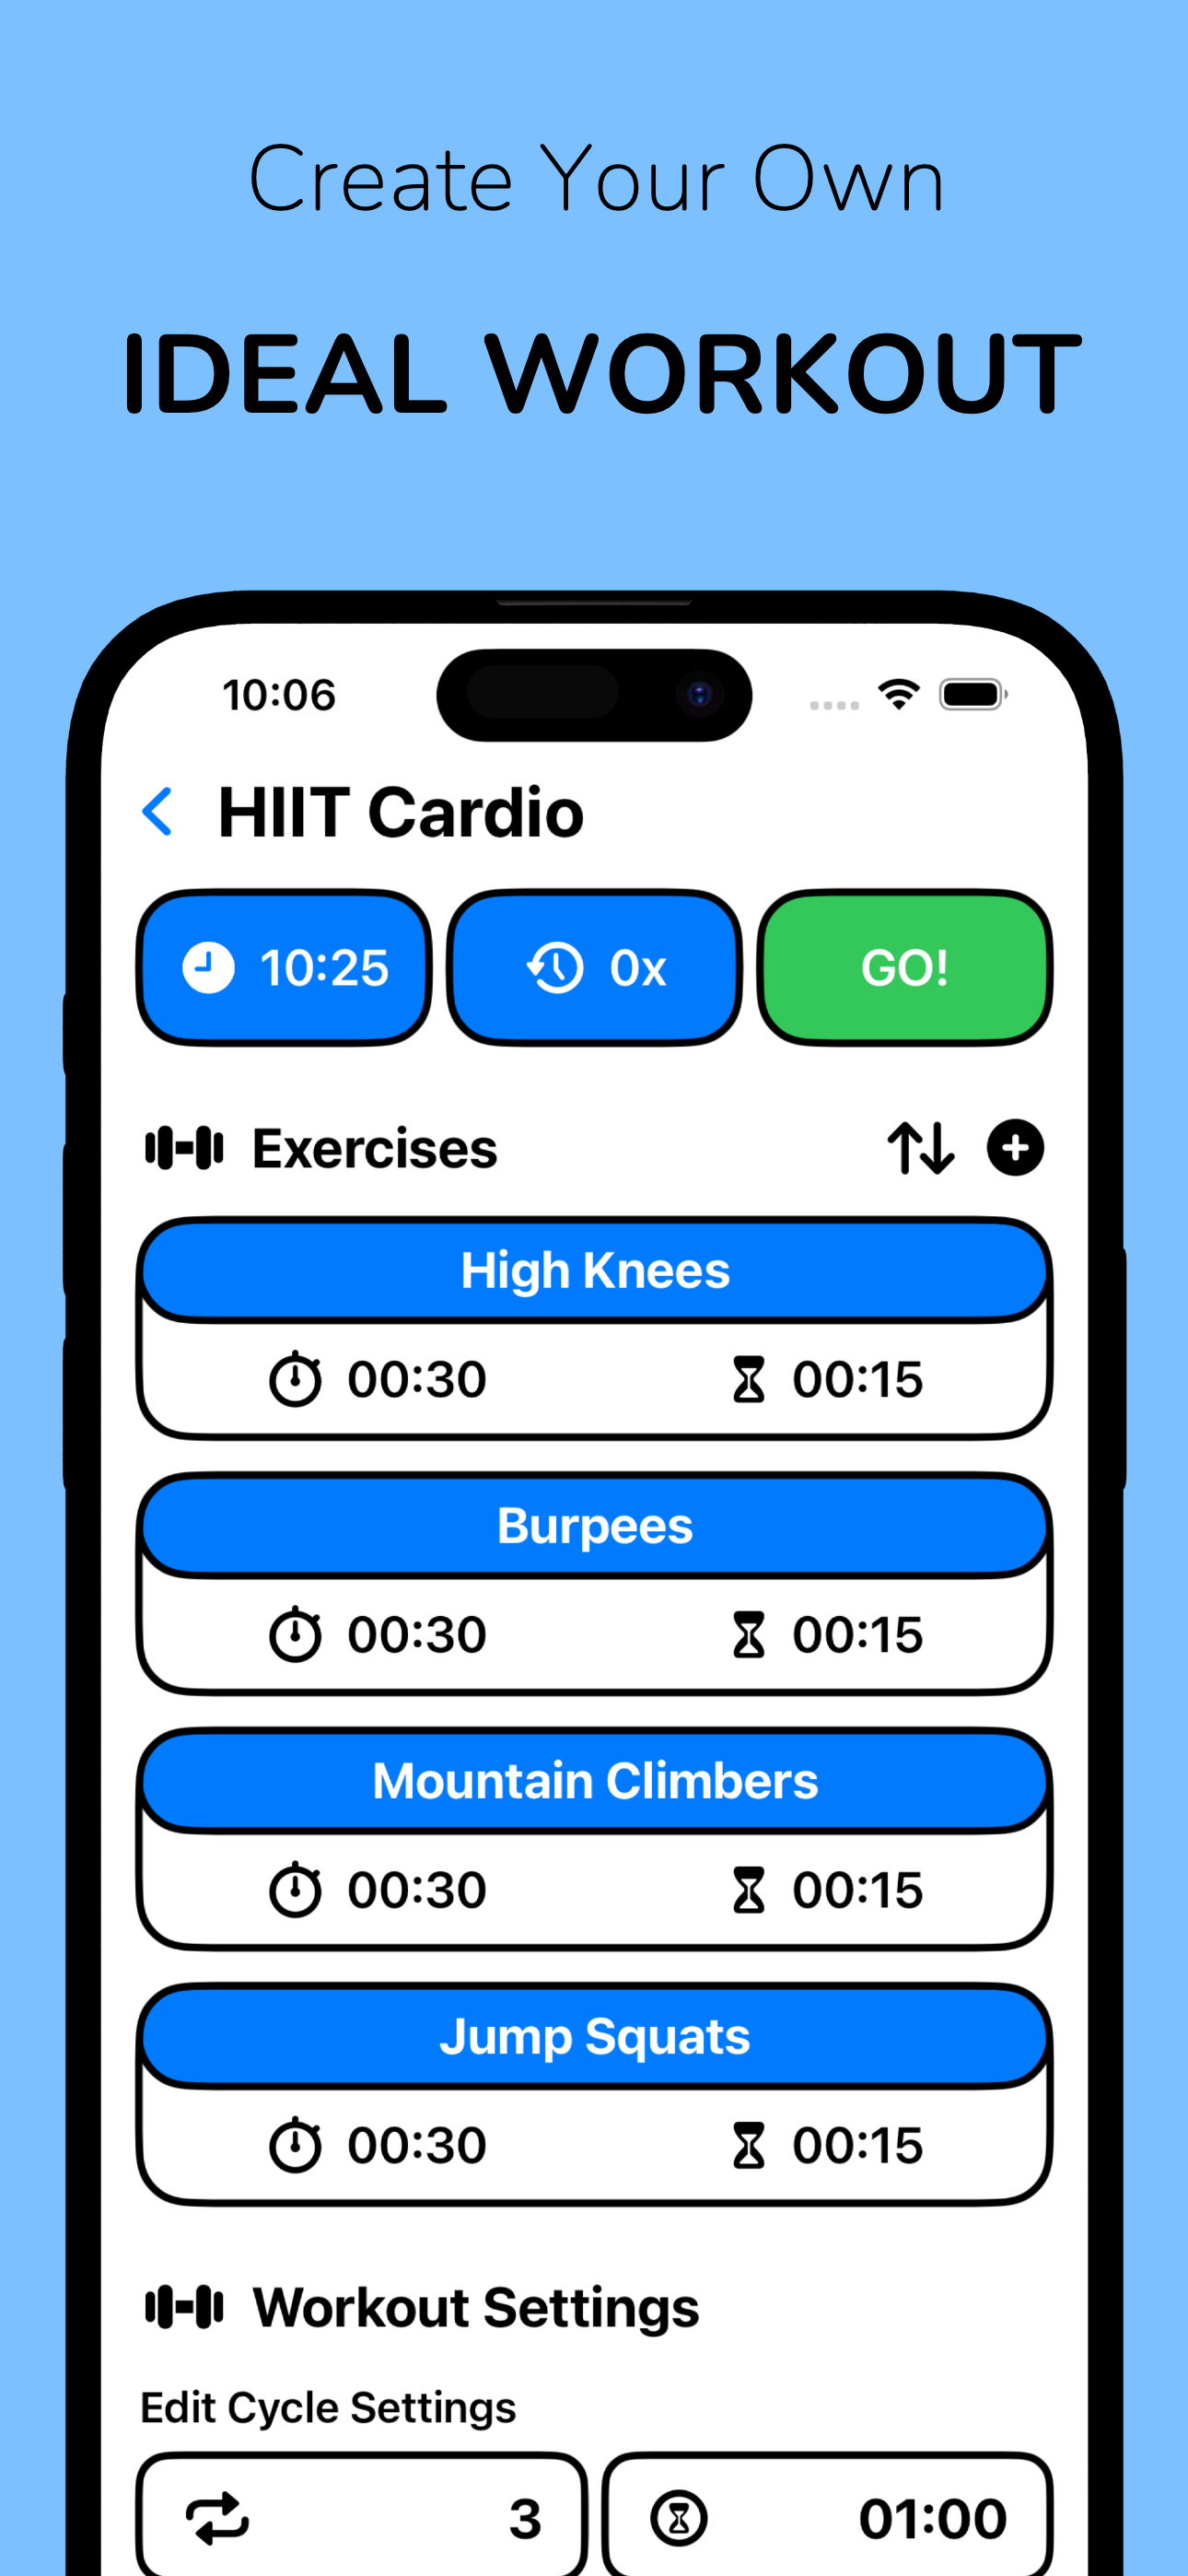 Create Your Own
IDEAL WORKOUT
10:06
HIIT Cardio
10:25
0x
GO!
Exercises
High Knees
00:30 00:15
Burpees
00:30 00:15
Mountain Climbers
00:30 00:15
Jump Squats
00:30 00:15
Workout Settings
Edit Cycle Settings
3 01:00